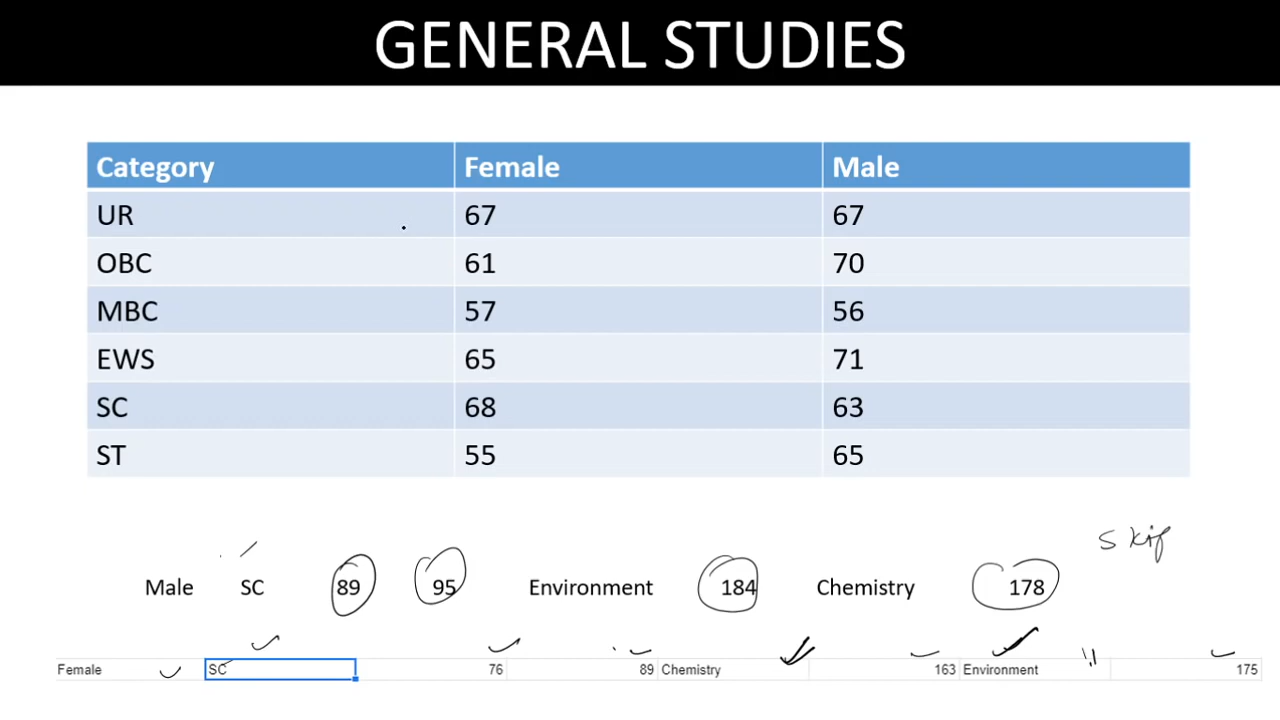 GENERAL STUDIES
Category Female Male
UR 67 67
OBC 61 70
MBC 57 56
EWS 65 71
SC 68 63
ST 55 65
Male SC 89 95 Environment 184 Chemistry 178
Female SC 76 89 Chemistry 163 Environment 175